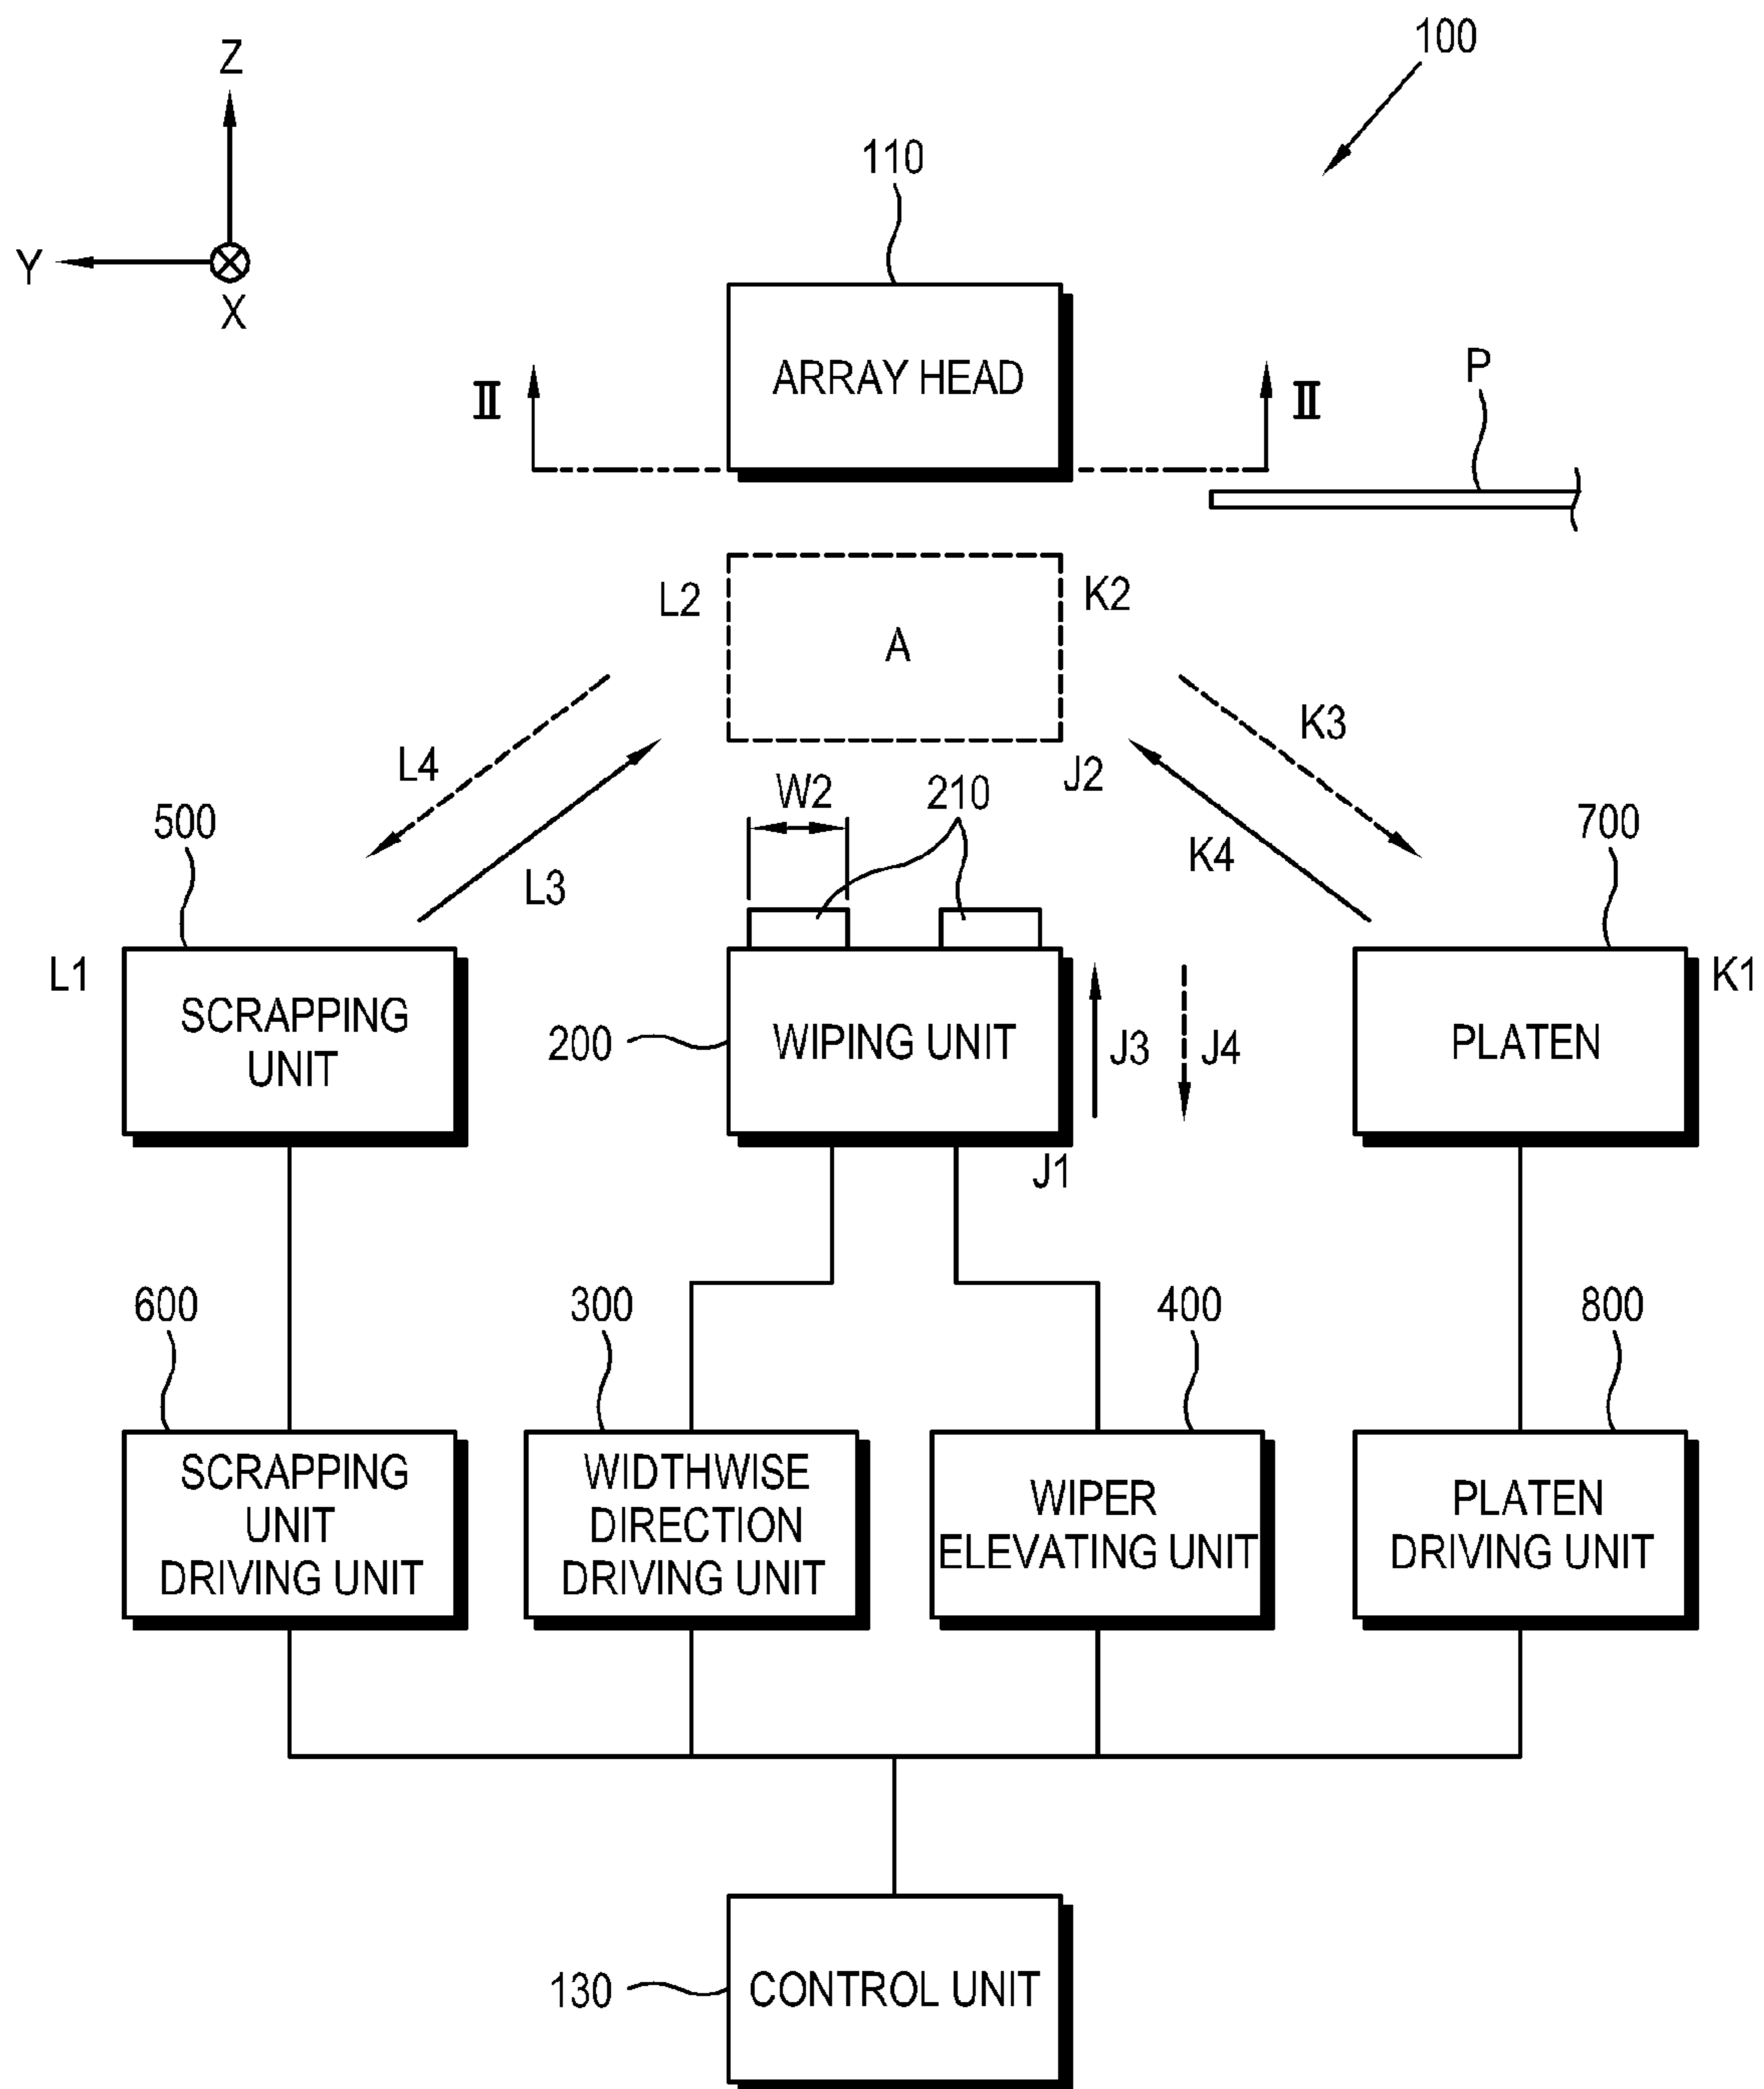 100
Z
Y
X
110
ARRAY HEAD
II
II
P
L2
K2
A
L4
K3
W2
210
J2
500
700
L3
K4
L1
SCRAPPING
UNIT
200
WIPING UNIT
J3
J4
PLATEN
K1
J1
600
300
400
800
SCRAPPING
UNIT
DRIVING UNIT
WIDTHWISE
DIRECTION
DRIVING UNIT
WIPER
ELEVATING UNIT
PLATEN
DRIVING UNIT
130
CONTROL UNIT